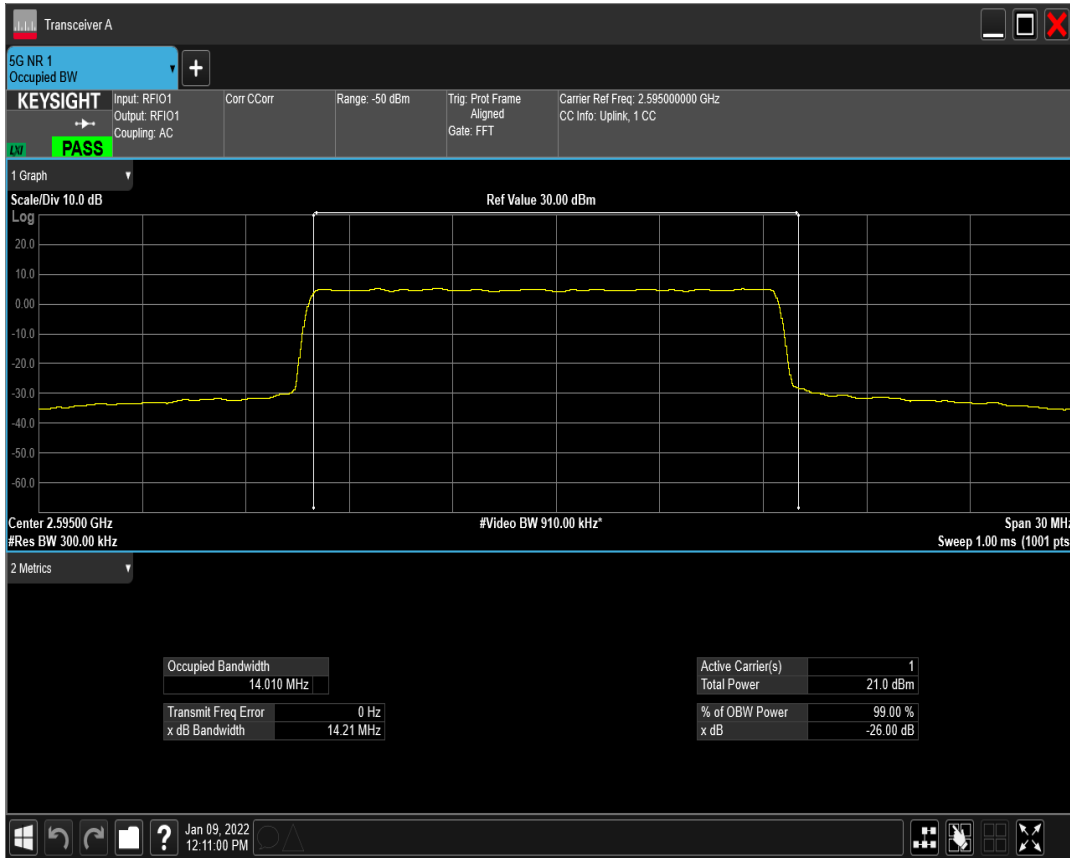 Transceiver A
5G NR 1
Occupied BW
KEYSIGHT
LXI
PASS
Input: RFIO1
Output: RFIO1
Coupling: AC
Corr CCorr
Range: -50 dBm
Trig: Prot Frame
Aligned
Gate: FFT
Carrier Ref Freq: 2.595000000 GHz
CC Info: Uplink, 1 CC
1 Graph
Scale/Div 10.0 dB
Ref Value 30.00 dBm
Log
20.0
10.0
0.00
-10.0
-20.0
-30.0
-40.0
-50.0
-60.0
Center 2.59500 GHz
#Video BW 910.00 kHz*
Span 30 MHz
#Res BW 300.00 kHz
Sweep 1.00 ms (1001 pts
2 Metrics
Occupied Bandwidth
14.010 MHz
Transmit Freq Error 0 Hz
x dB Bandwidth 14.21 MHz
Active Carrier(s) 1
Total Power 21.0 dBm
% of OBW Power 99.00 %
x dB -26.00 dB
?
Jan 09, 2022
12:11:00 PM